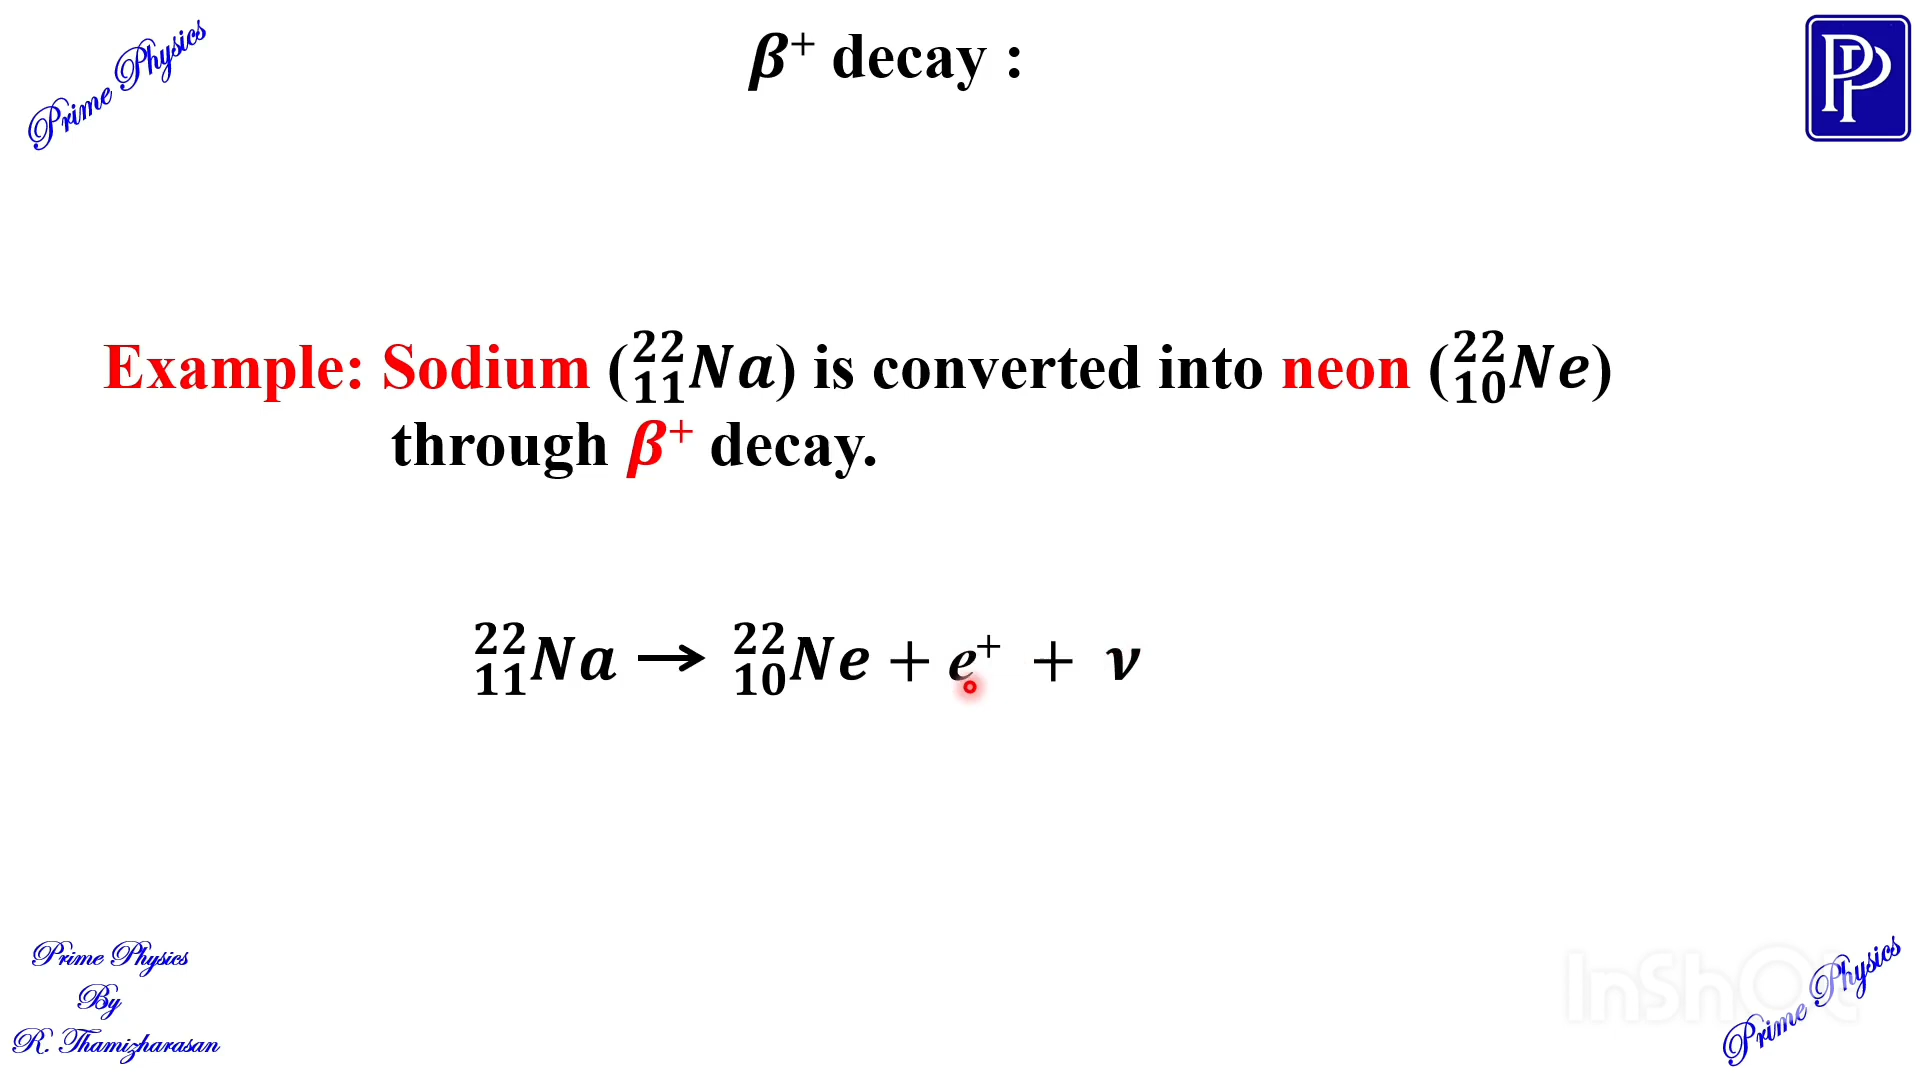 Prime Physics
β⁺ decay :
PP
Example: Sodium (²²₁₁Na) is converted into neon (²²₁₀Ne)
through β⁺ decay.
²²₁₁Na → ²²₁₀Ne + e⁺ + ν
Prime Physics
By
R. Thamizharasan
InShOt
Prime Physics